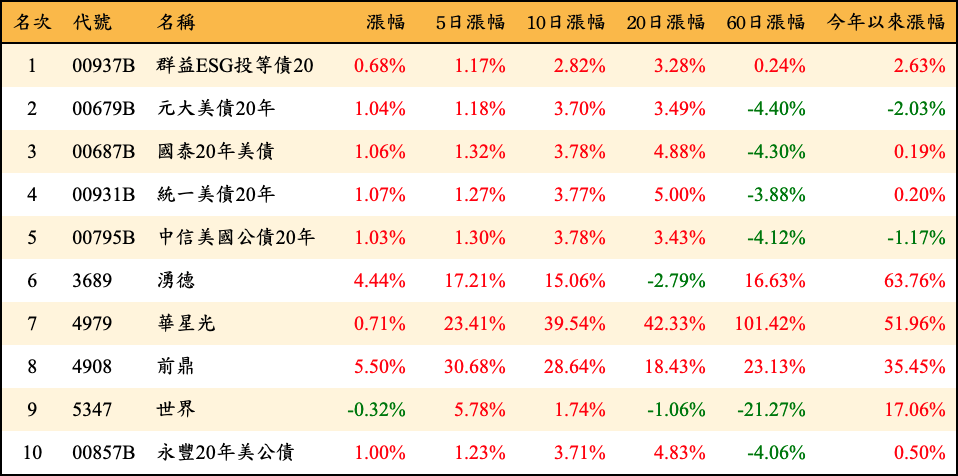 名次 代號 名稱 漲幅 5日漲幅 10日漲幅 20日漲幅 60日漲幅 今年以來漲幅
1 00937B 群益ESG投等債20 0.68% 1.17% 2.82% 3.28% 0.24% 2.63%
2 00679B 元大美債20年 1.04% 1.18% 3.70% 3.49% -4.40% -2.03%
3 00687B 國泰20年美債 1.06% 1.32% 3.78% 4.88% -4.30% 0.19%
4 00931B 統一美債20年 1.07% 1.27% 3.77% 5.00% -3.88% 0.20%
5 00795B 中信美國公債20年 1.03% 1.30% 3.78% 3.43% -4.12% -1.17%
6 3689 湧德 4.44% 17.21% 15.06% -2.79% 16.63% 63.76%
7 4979 華星光 0.71% 23.41% 39.54% 42.33% 101.42% 51.96%
8 4908 前鼎 5.50% 30.68% 28.64% 18.43% 23.13% 35.45%
9 5347 世界 -0.32% 5.78% 1.74% -1.06% -21.27% 17.06%
10 00857B 永豐20年美公債 1.00% 1.23% 3.71% 4.83% -4.06% 0.50%